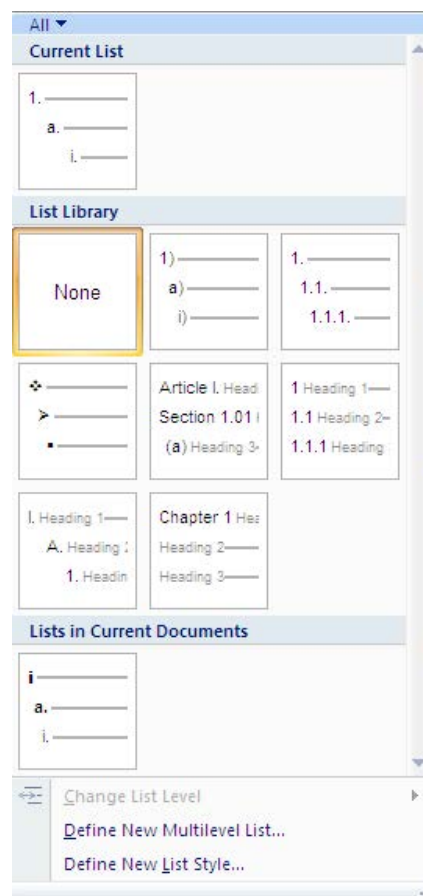 All
Current List
1.
a.
i.
List Library
None
1)
a)
i)
1.
1.1.
1.1.1.
Article I. Head
Section 1.01
(a) Heading 3
1 Heading 1
1.1 Heading 2
1.1.1 Heading
I. Heading 1
A. Heading
1. Headin
Chapter 1 Hea
Heading 2
Heading 3
Lists in Current Documents
i
a.
i.
Change List Level
Define New Multilevel List...
Define New List Style...